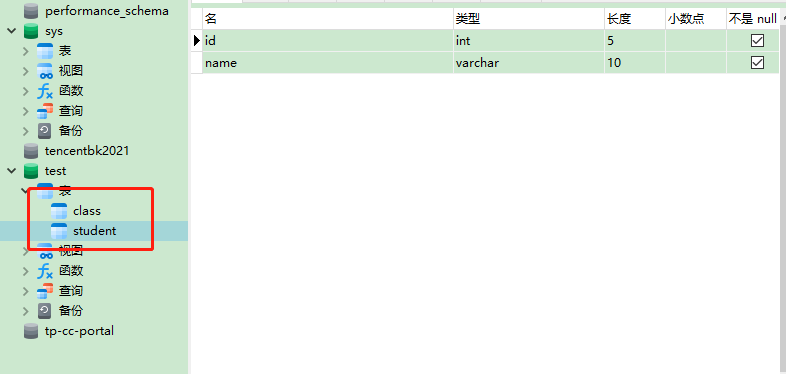 performance_schema
sys
表
视图
函数
查询
备份
tencentbk2021
test
表
class
student
视图
函数
查询
备份
tp-cc-portal
名 类型 长度 小数点 不是 null
id int 5
name varchar 10